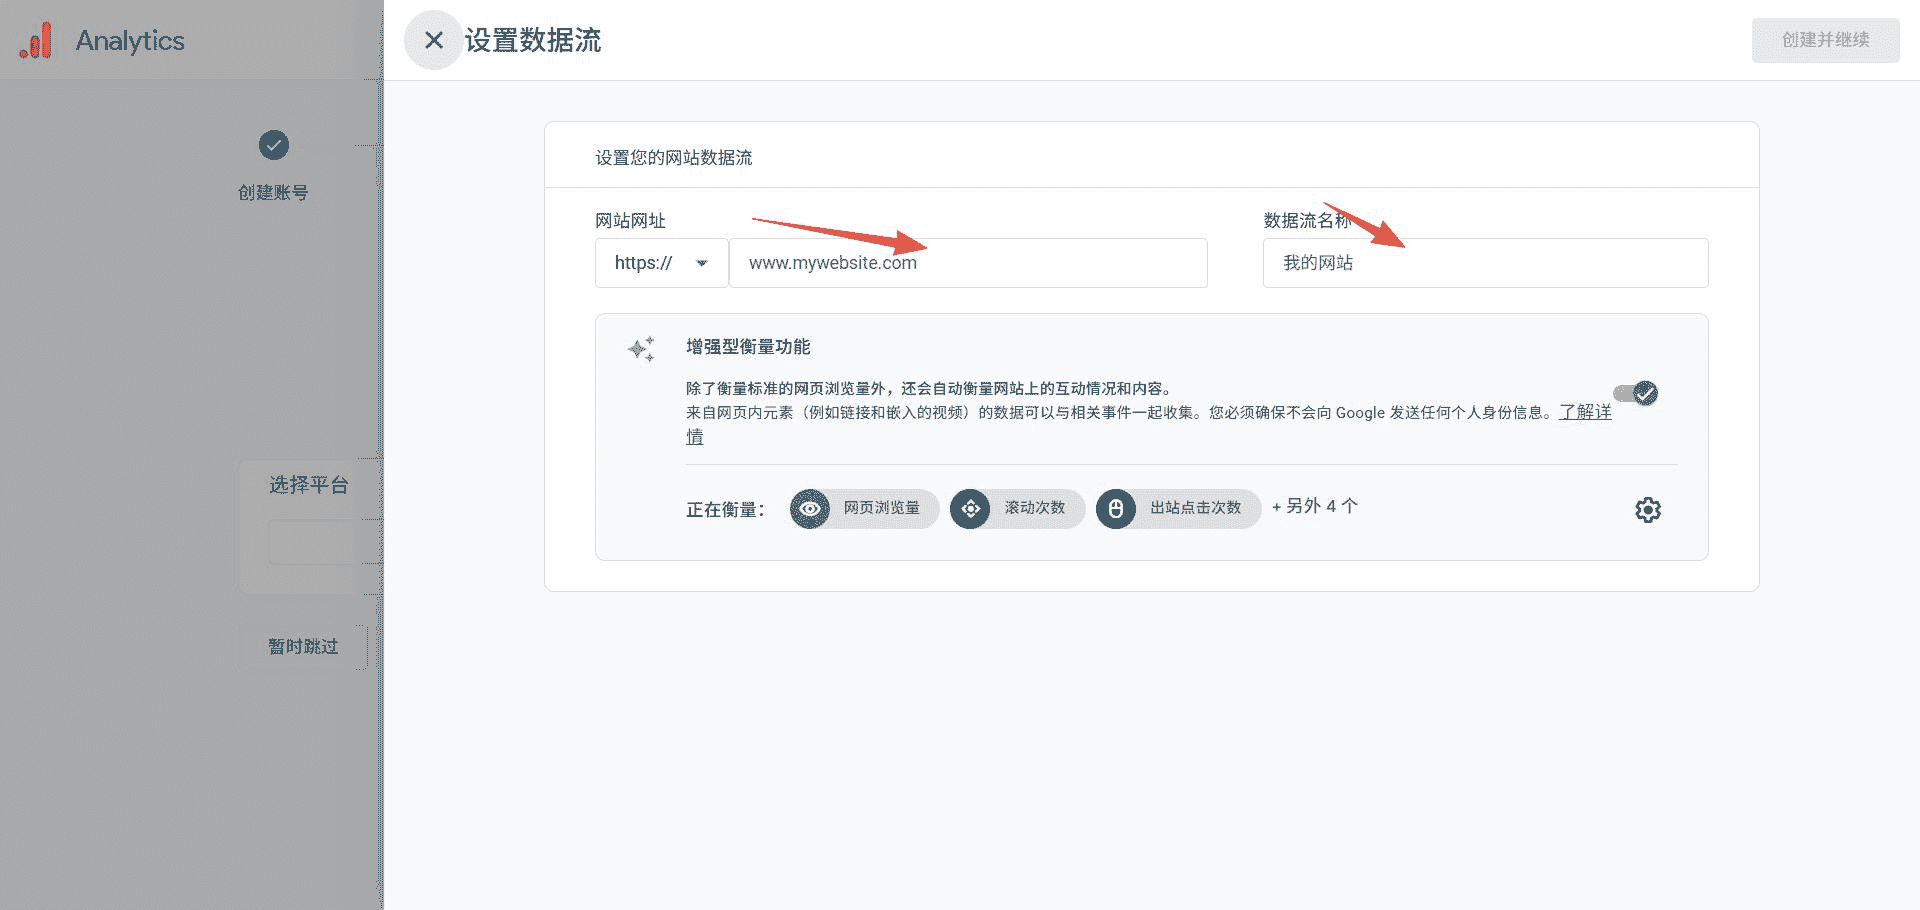 Analytics
设置数据流
创建并继续
创建账号
设置您的网站数据流
网站网址
数据流名称
https://
www.mywebsite.com
我的网站
增强型衡量功能
除了衡量标准的网页浏览量外，还会自动衡量网站上的互动情况和内容。
来自网页内元素（例如链接和嵌入的视频）的数据可以与相关事件一起收集。您必须确保不会向 Google 发送任何个人身份信息。了解详
情
选择平台
正在衡量：
网页浏览量
滚动次数
出站点击次数
+ 另外 4 个
暂时跳过